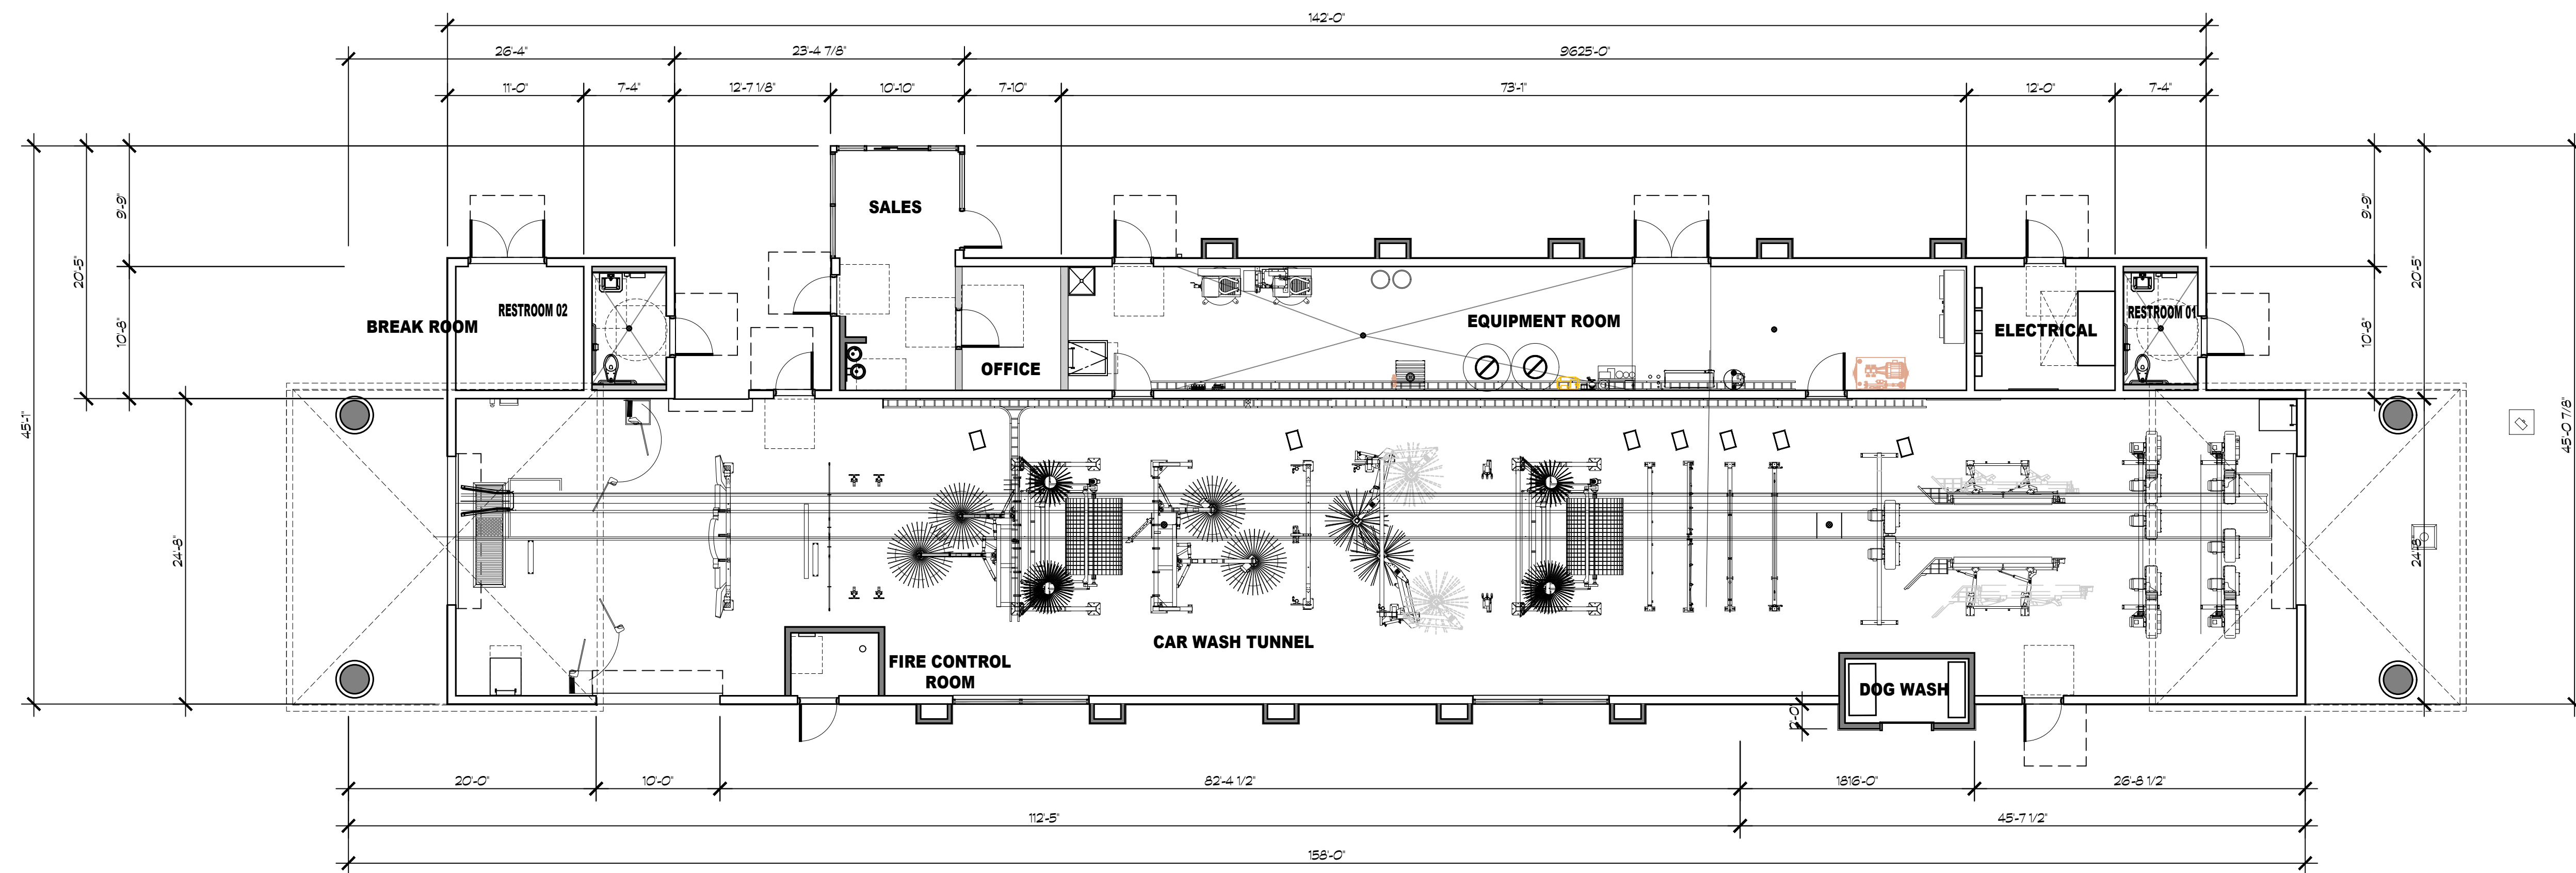 142'-0"
26'-4"
23'-4 7/8"
9625'-0"
11'-0"
7'-4"
12'-7 1/8"
10'-10"
7'-10"
73'-1"
12'-0"
7'-4"
45'-1"
20'-5"
9'-9"
10'-8"
24'-8"
SALES
RESTROOM 02
BREAK ROOM
OFFICE
EQUIPMENT ROOM
ELECTRICAL
RESTROOM 01
9'-9"
20'-5"
10'-8"
45'-0 7/8"
24'-8"
CAR WASH TUNNEL
FIRE CONTROL
ROOM
DOG WASH
2'-0"
20'-0"
10'-0"
82'-4 1/2"
1816'-0"
26'-8 1/2"
112'-5"
45'-7 1/2"
158'-0"